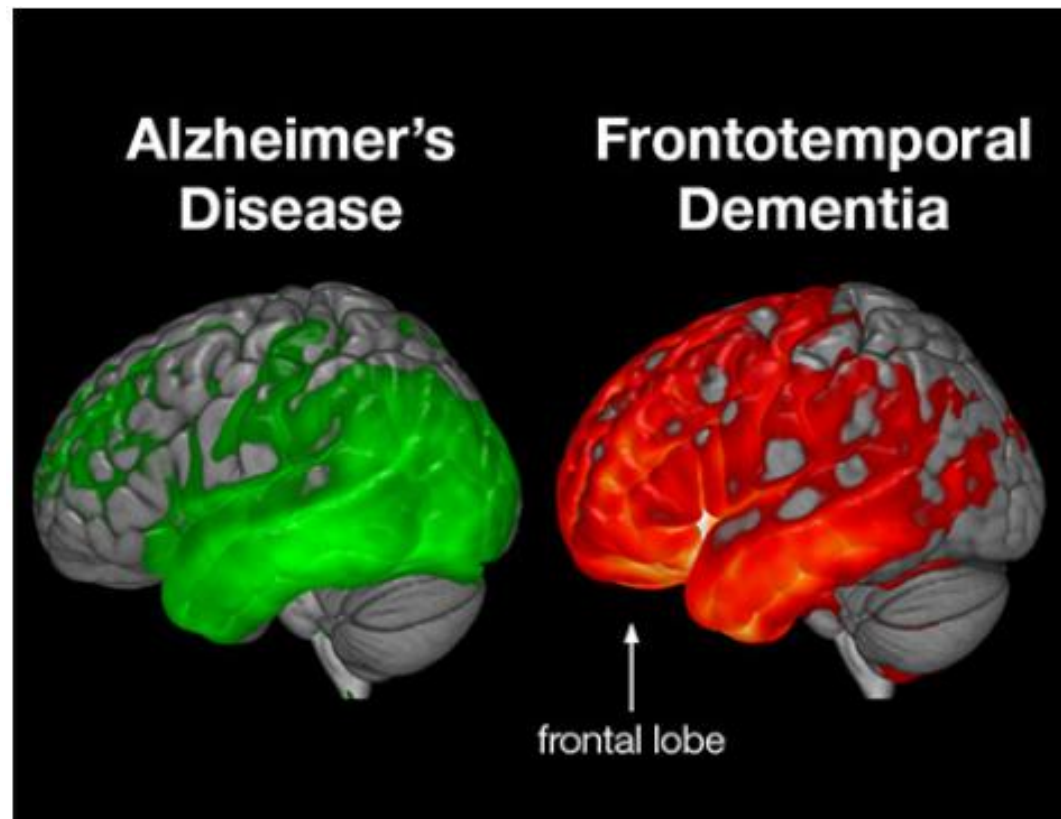 Alzheimer's
Disease
Frontotemporal
Dementia
frontal lobe